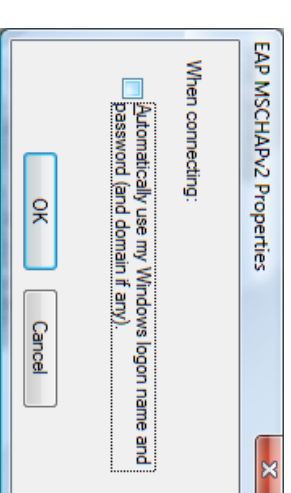 EAP MSCHAPv2 Properties
When connecting:
Automatically use my Windows logon name and
password (and domain if any).
OK
Cancel